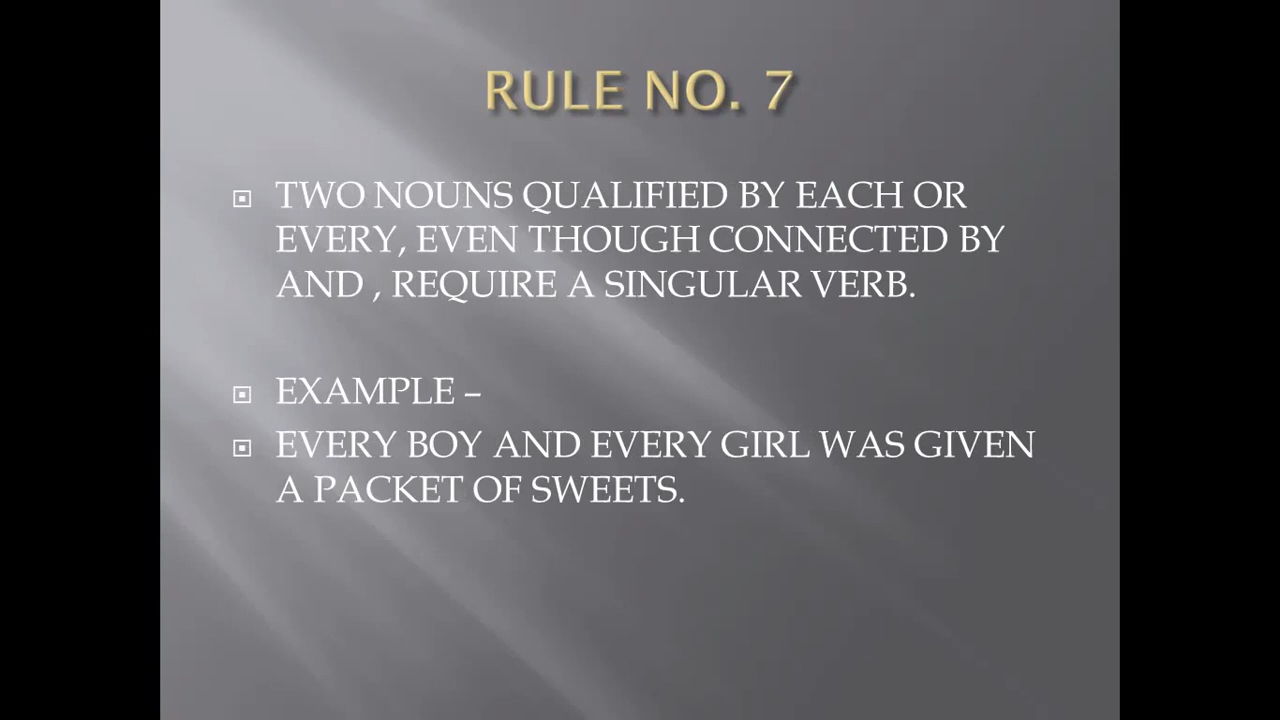 RULE NO. 7
TWO NOUNS QUALIFIED BY EACH OR
EVERY, EVEN THOUGH CONNECTED BY
AND , REQUIRE A SINGULAR VERB.
EXAMPLE –
EVERY BOY AND EVERY GIRL WAS GIVEN
A PACKET OF SWEETS.